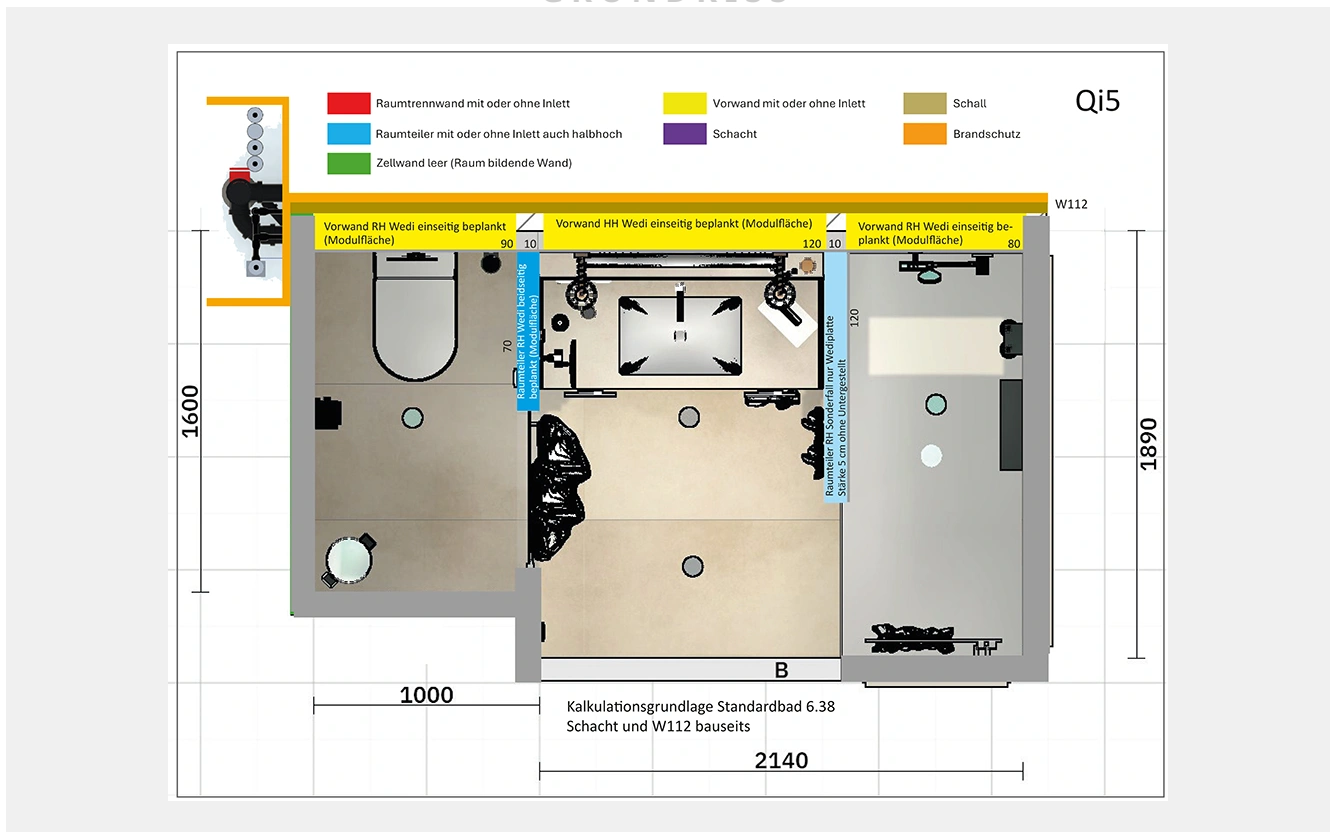 GRUNDRISS
Raumtrennwand mit oder ohne Inlett
Raumteiler mit oder ohne Inlett auch halbhoch
Zellwand leer (Raum bildende Wand)
Vorwand mit oder ohne Inlett
Schacht
Schall
Brandschutz
Qi5
W112
Vorwand RH Wedi einseitig beplankt
(Modulfläche)
90
10
Vorwand HH Wedi einseitig beplankt (Modulfläche)
120
10
Vorwand RH Wedi einseitig be-
plankt (Modulfläche)
80
70
Raumteiler RH Wedi beidseitig
beplankt (Modulfläche)
Raumteiler RH Sonderfall nur Wediplatte
Stärke 5 cm ohne Untergestellt
120
1600
1890
B
1000
Kalkulationsgrundlage Standardbad 6.38
Schacht und W112 bauseits
2140